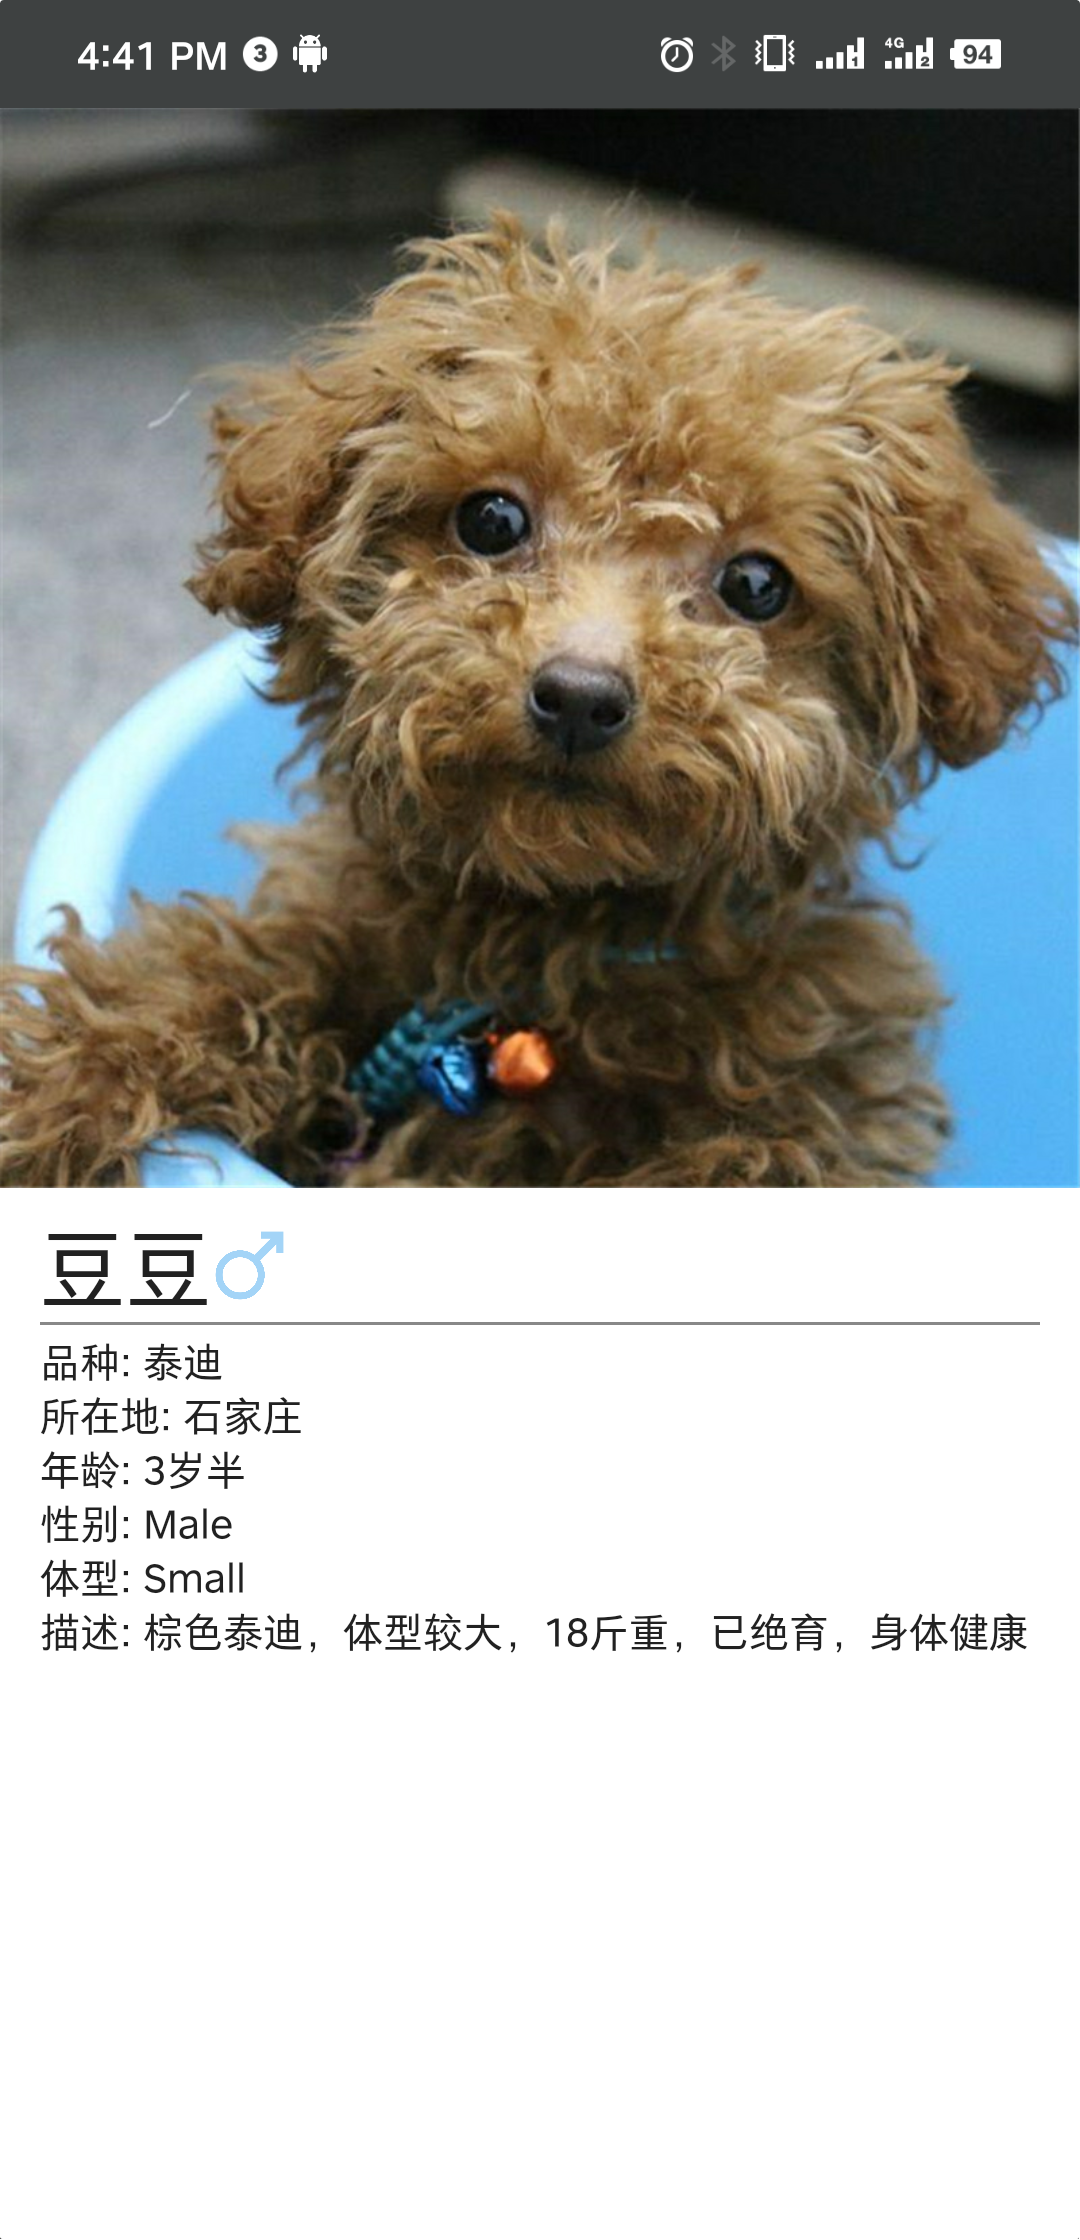 4:41 PM 3
4G 1 2 94
豆豆♂
品种: 泰迪
所在地: 石家庄
年龄: 3岁半
性别: Male
体型: Small
描述: 棕色泰迪，体型较大，18斤重，已绝育，身体健康